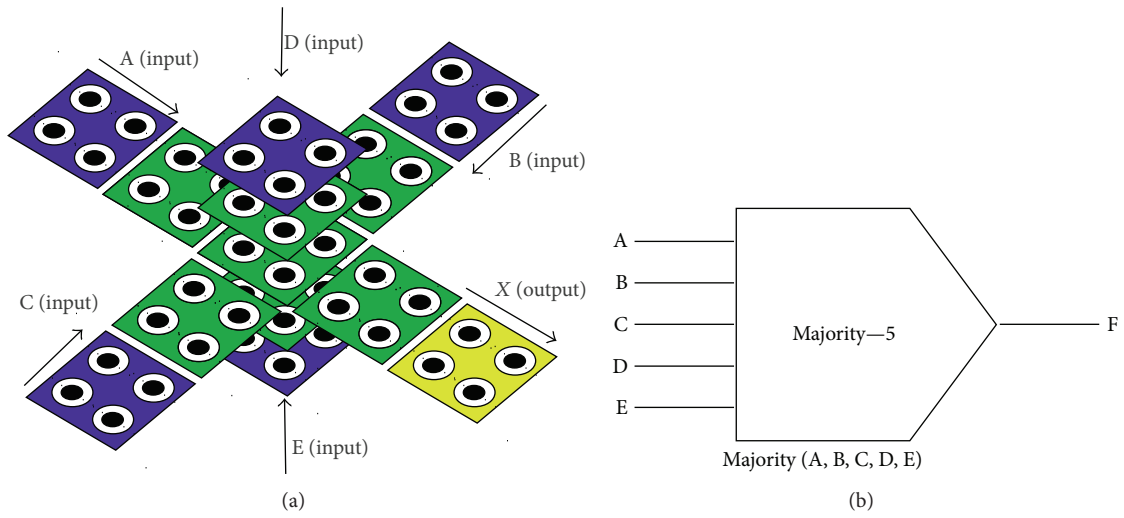 A (input)
D (input)
B (input)
C (input)
X (output)
E (input)
(a)
A
B
C
D
E
Majority—5
F
Majority (A, B, C, D, E)
(b)